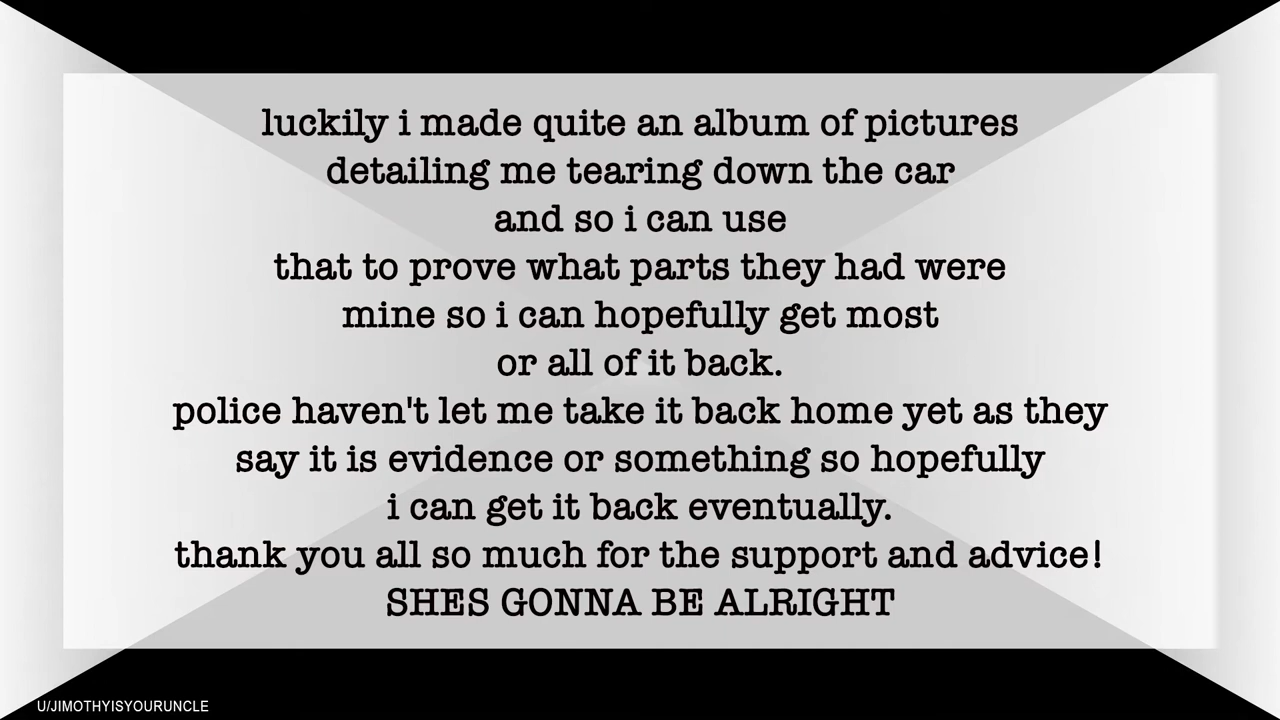 luckily i made quite an album of pictures
detailing me tearing down the car
and so i can use
that to prove what parts they had were
mine so i can hopefully get most
or all of it back.
police haven't let me take it back home yet as they
say it is evidence or something so hopefully
i can get it back eventually.
thank you all so much for the support and advice!
SHES GONNA BE ALRIGHT
U/JIMOTHYISYOURUNCLE